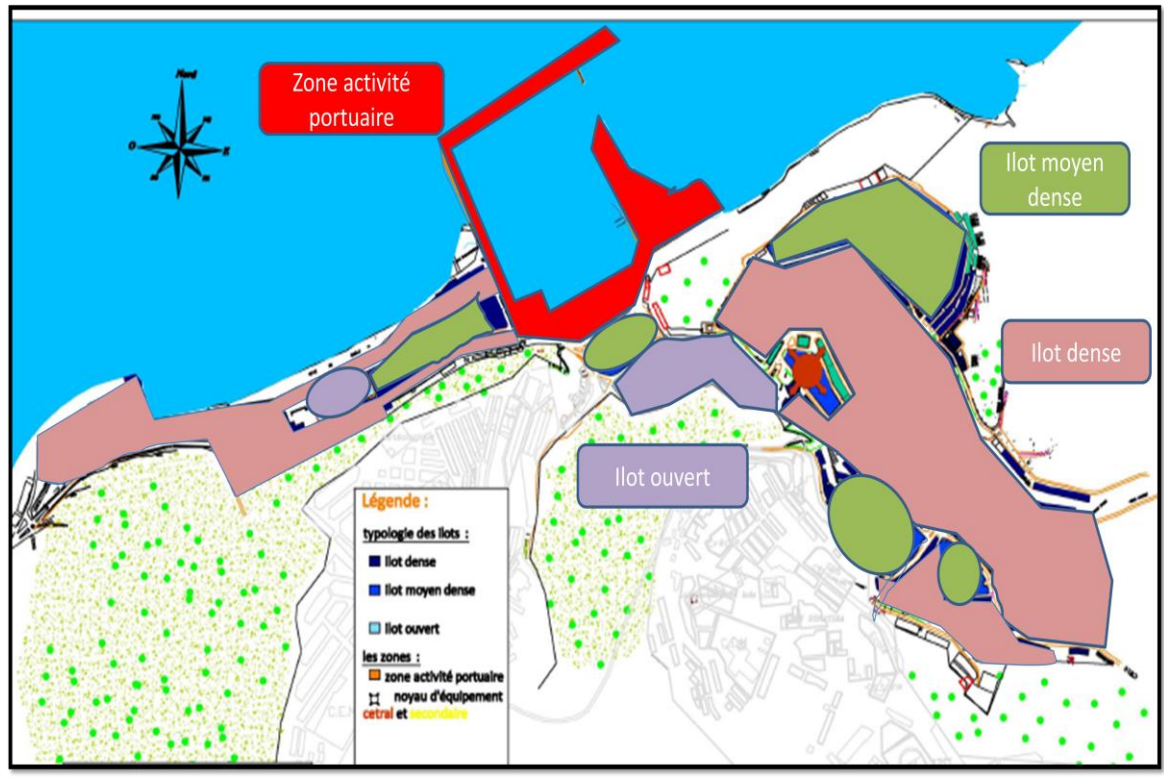 Nord
O
E
Zone activité
portuaire
Ilot moyen
dense
Ilot dense
Ilot ouvert
Légende :
typologie des ilots :
ilot dense
ilot moyen dense
ilot ouvert
les zones :
zone activité portuaire
noyau d'équipement
cetral et secondaire